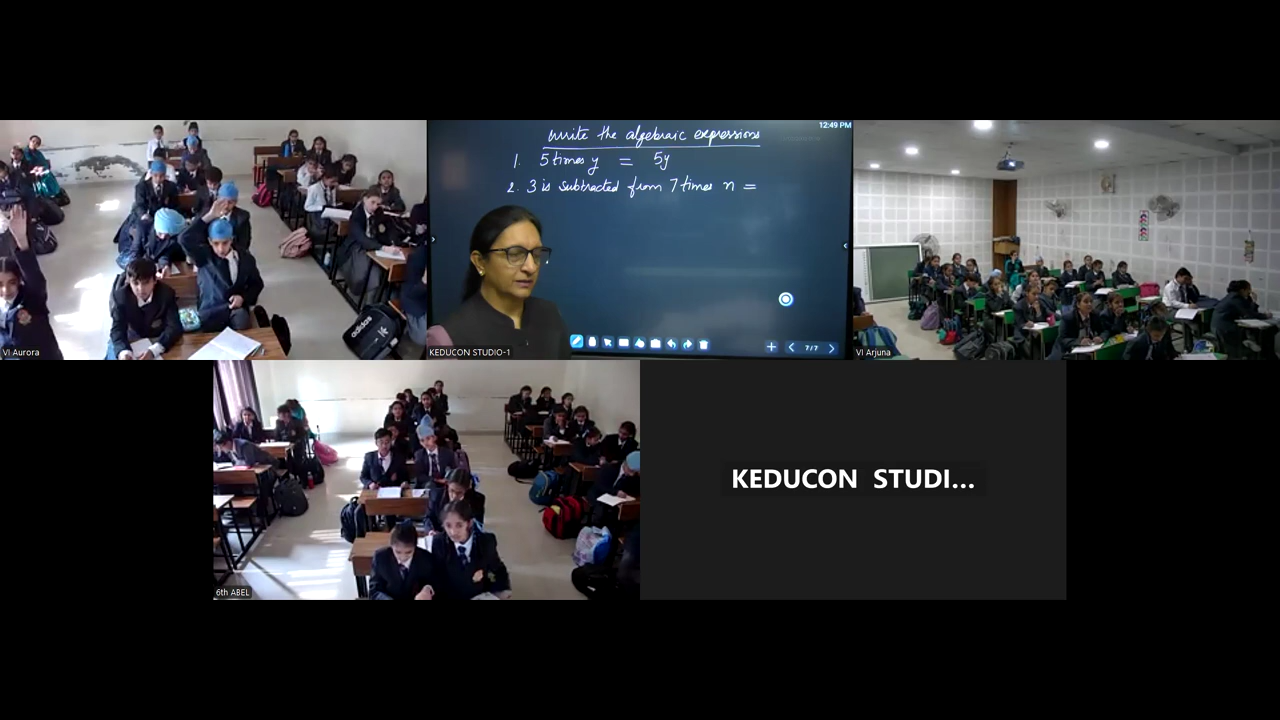 12:49 PM
write the algebraic expressions
1. 5 times y = 5y
2. 3 is subtracted from 7 times n =
adidas
VI Aurora
KEDUCON STUDIO-1
7/7
VI Arjuna
6th ABEL
KEDUCON STUDI...